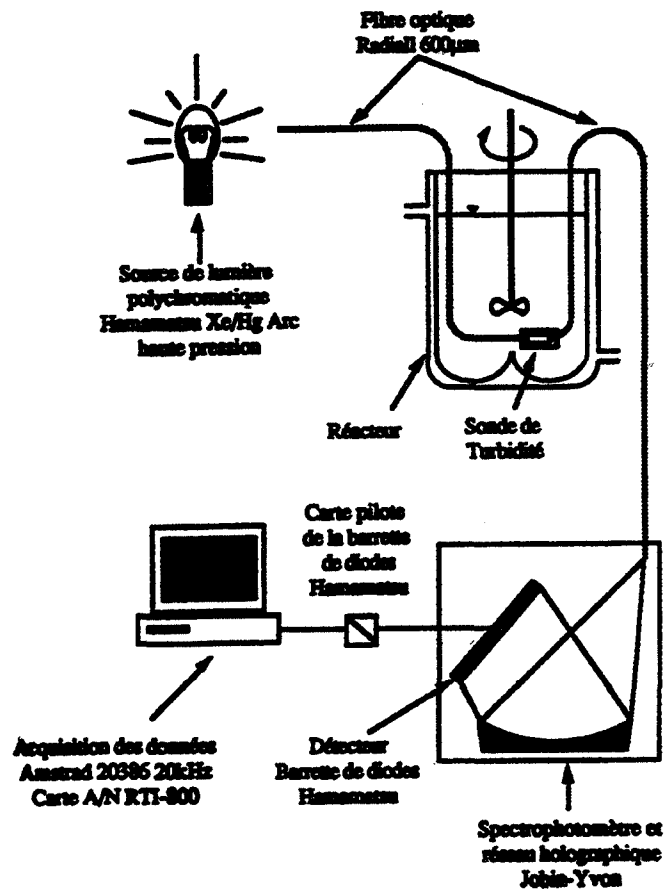 Fibre optique
Radiall 600µm
Source de lumière
polychromatique
Hamamatsu Xe/Hg Arc
haute pression
Réacteur
Sonde de
Turbidité
Carte pilote
de la barrette
de diodes
Hamamatsu
Acquisition des données
Amstrad 20386 20kHz
Carte A/N RTI-800
Détecteur
Barrette de diodes
Hamamatsu
Spectrophotomètre et
réseau holographique
Jobin-Yvon